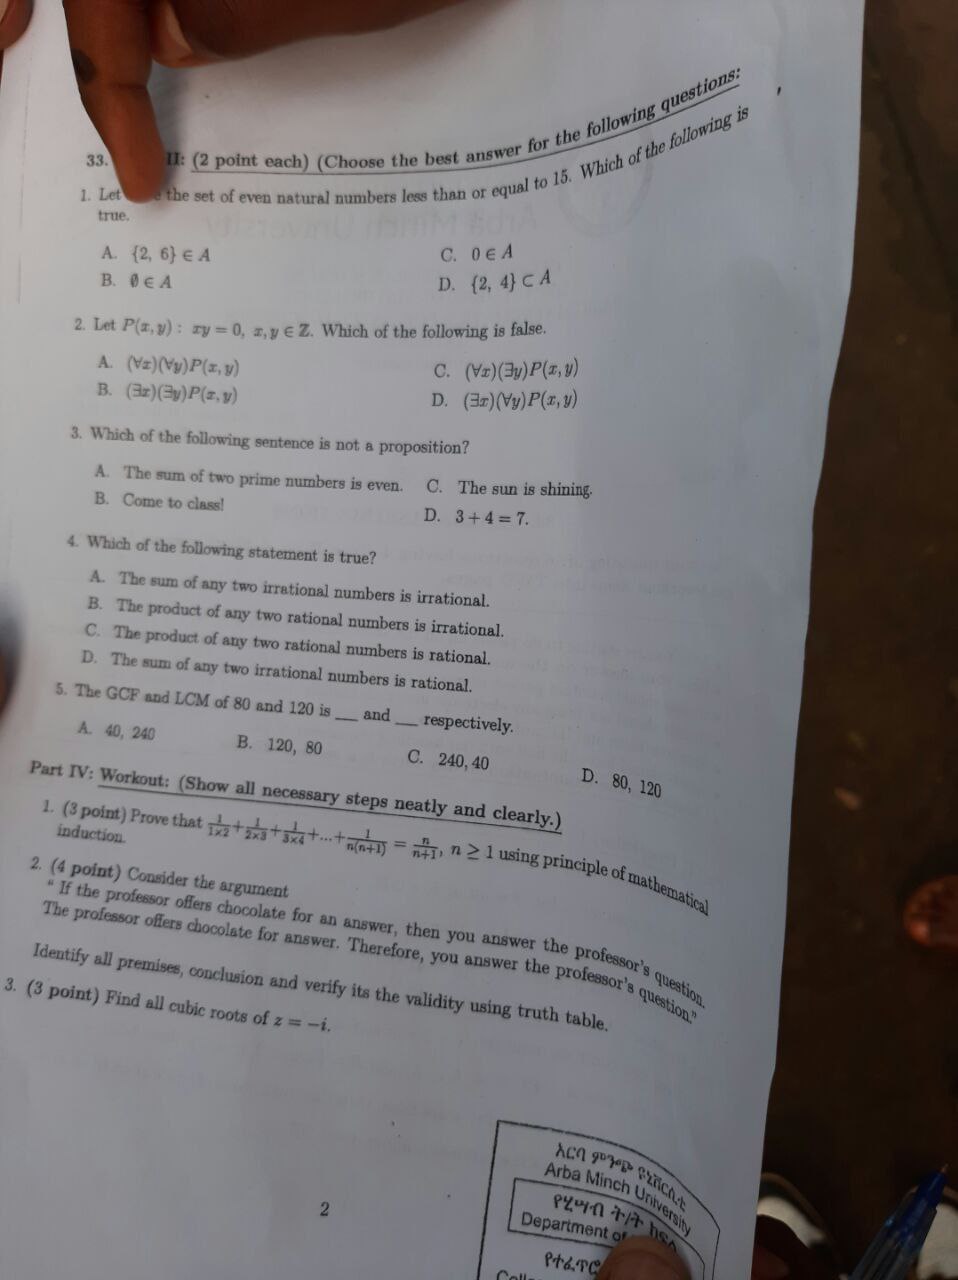 33. II: (2 point each) (Choose the best answer for the following questions:
1. Let the set of even natural numbers less than or equal to 15. Which of the following is
true.
A. {2, 6} ∈ A
C. 0 ∈ A
B. ∅ ∈ A
D. {2, 4} ⊂ A
2. Let P(x, y) : xy = 0, x, y ∈ ℤ. Which of the following is false.
A. (∀x)(∀y)P(x, y)
C. (∀x)(∃y)P(x, y)
B. (∃x)(∃y)P(x, y)
D. (∃x)(∀y)P(x, y)
3. Which of the following sentence is not a proposition?
A. The sum of two prime numbers is even.
C. The sun is shining.
B. Come to class!
D. 3 + 4 = 7.
4. Which of the following statement is true?
A. The sum of any two irrational numbers is irrational.
B. The product of any two rational numbers is irrational.
C. The product of any two rational numbers is rational.
D. The sum of any two irrational numbers is rational.
5. The GCF and LCM of 80 and 120 is __ and __ respectively.
A. 40, 240 B. 120, 80 C. 240, 40 D. 80, 120
Part IV: Workout: (Show all necessary steps neatly and clearly.)
1. (3 point) Prove that 1/1×2 + 1/2×3 + 1/3×4 + ... + 1/n(n+1) = n/n+1, n ≥ 1 using principle of mathematical
induction.
2. (4 point) Consider the argument
" If the professor offers chocolate for an answer, then you answer the professor's question.
The professor offers chocolate for answer. Therefore, you answer the professor's question."
Identify all premises, conclusion and verify its the validity using truth table.
3. (3 point) Find all cubic roots of z = −i.
2
አርባ ምንጭ ዩኒቨርሲቲ
Arba Minch University
የሂሣብ ት/ት ክፍል
Department of